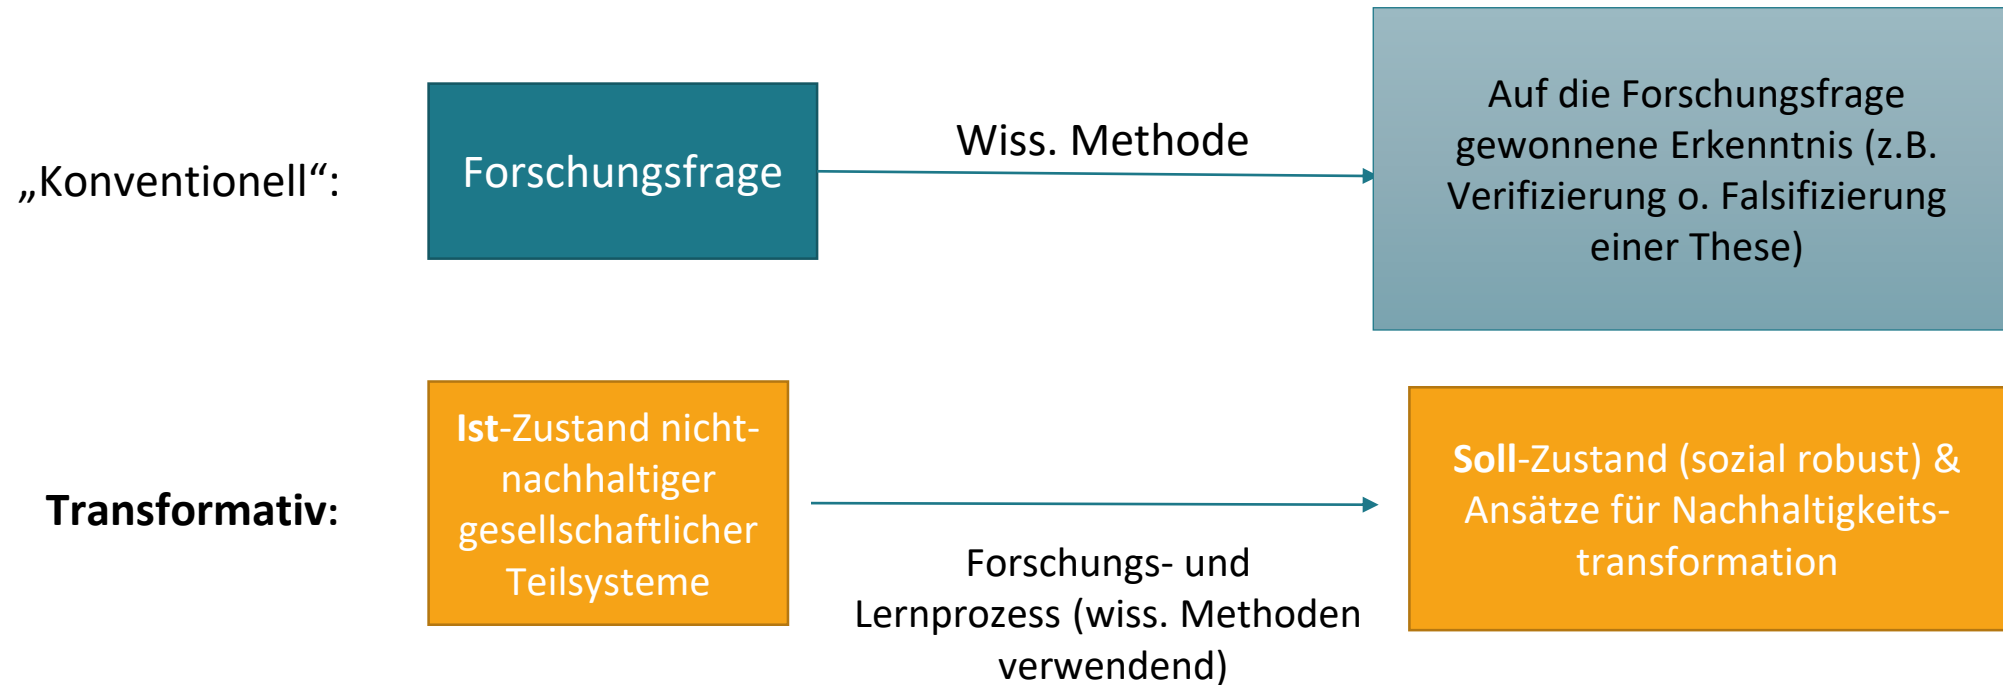 „Konventionell“:
Forschungsfrage
Wiss. Methode
Auf die Forschungsfrage
gewonnene Erkenntnis (z.B.
Verifizierung o. Falsifizierung
einer These)
Transformativ:
Ist-Zustand nicht-
nachhaltiger
gesellschaftlicher
Teilsysteme
Forschungs- und
Lernprozess (wiss. Methoden
verwendend)
Soll-Zustand (sozial robust) &
Ansätze für Nachhaltigkeits-
transformation